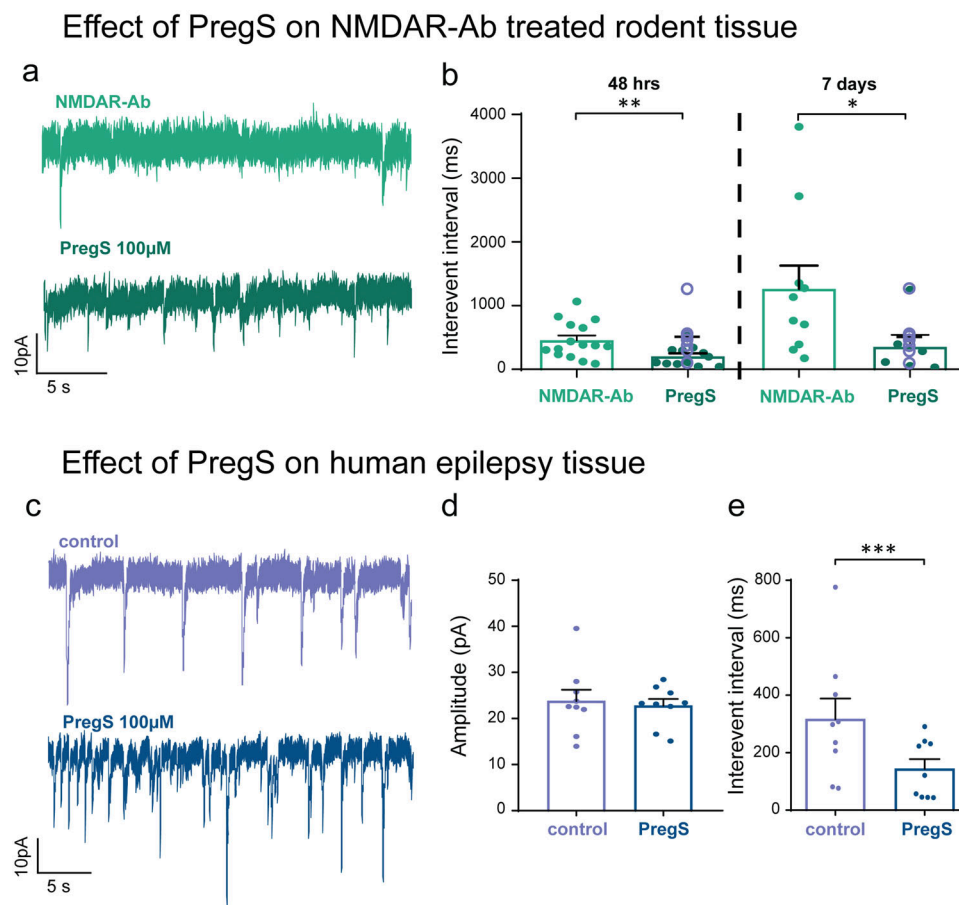 Effect of PregS on NMDAR-Ab treated rodent tissue
a
NMDAR-Ab
PregS 100µM
10pA
5 s
b
48 hrs
7 days
**
*
Interevent interval (ms)
4000
3000
2000
1000
0
NMDAR-Ab
PregS
NMDAR-Ab
PregS
Effect of PregS on human epilepsy tissue
c
control
PregS 100µM
10pA
5 s
d
Amplitude (pA)
50
40
30
20
10
0
control
PregS
e
***
Interevent interval (ms)
800
600
400
200
0
control
PregS